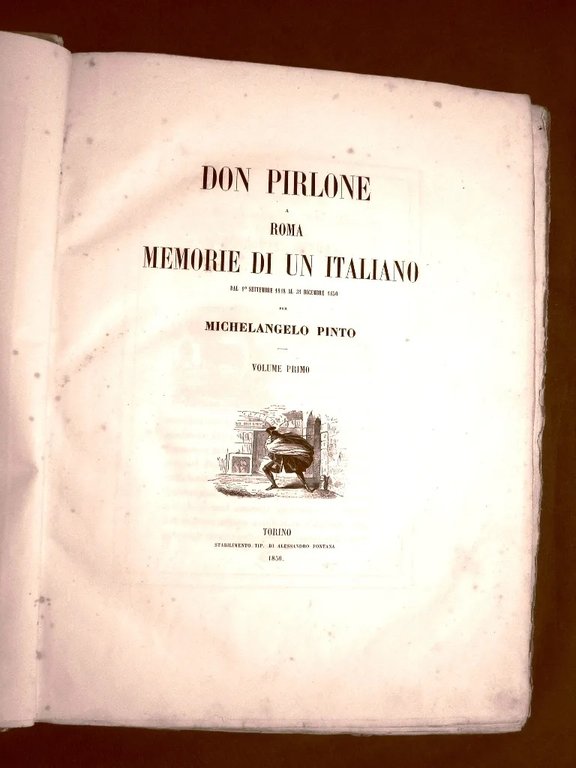 DON PIRLONE
A
ROMA
MEMORIE DI UN ITALIANO
DAL 1º SETTEMBRE 1848 AL 31 DICEMBRE 1850
PER
MICHELANGELO PINTO
VOLUME PRIMO
TORINO
STABILIMENTO TIP. DI ALESSANDRO FONTANA
1850.